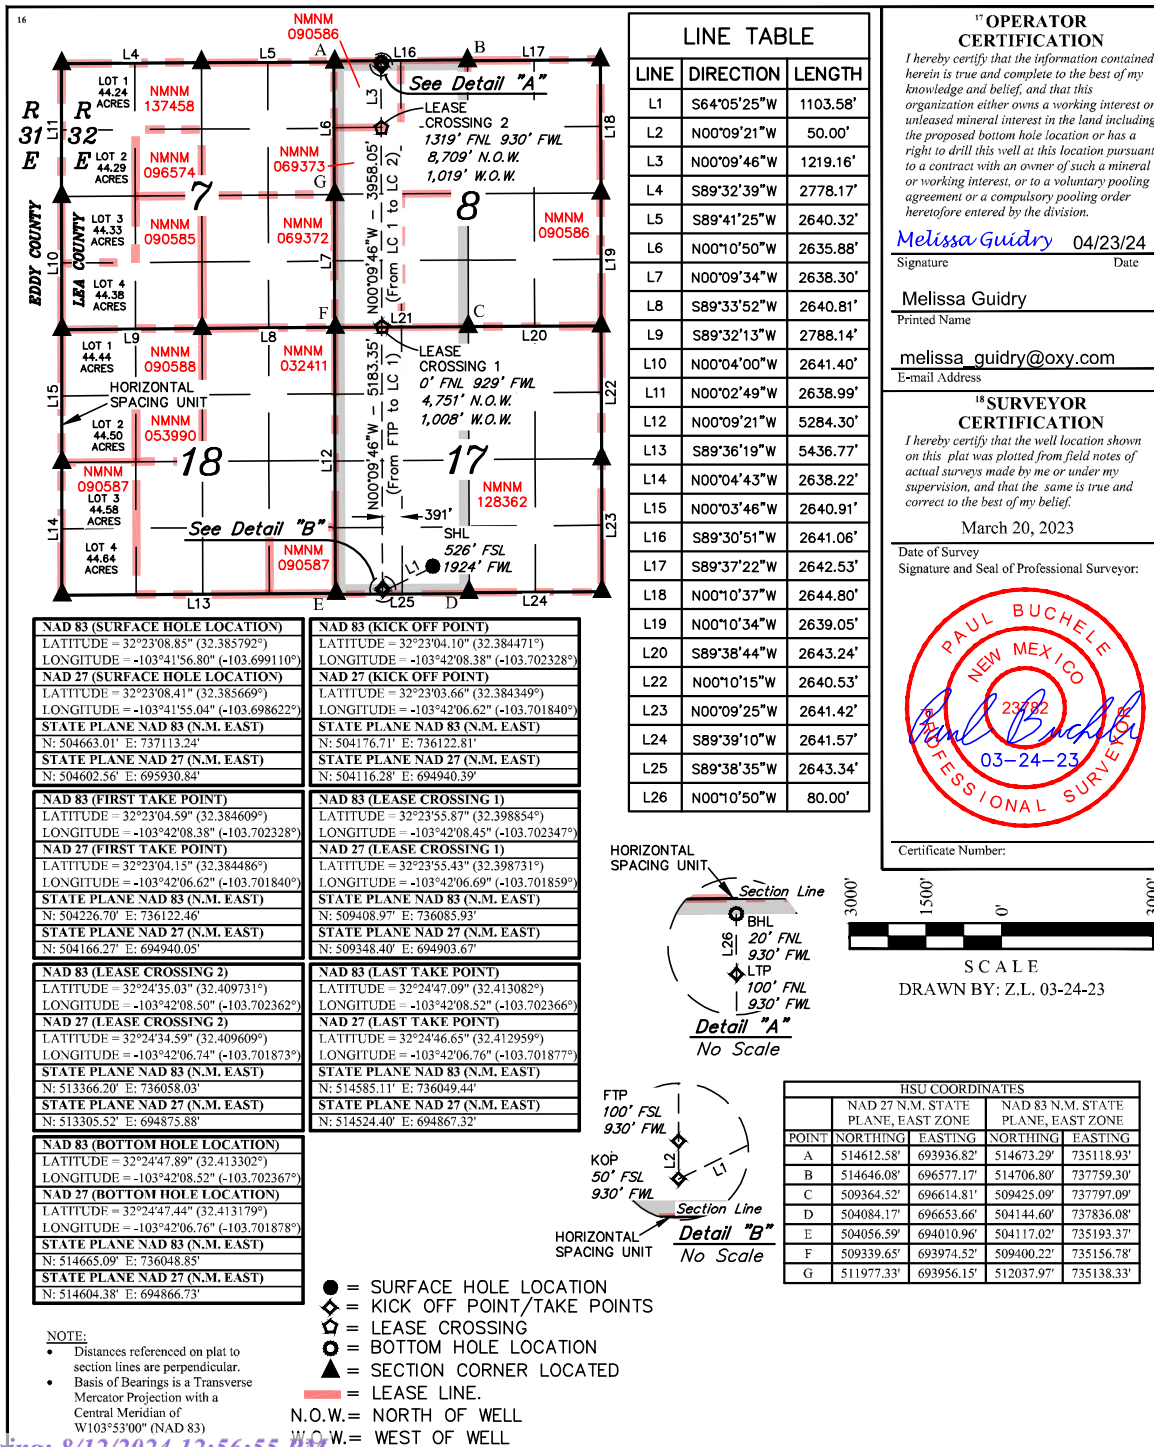 16
NMNM
090586
L4
L5
A
L16
B
L17
LOT 1
44.24
ACRES
NMNM
137458
L3
See Detail "A"
R R
31 32
E E
L11
LEASE
CROSSING 2
1319' FNL 930' FWL
8,709' N.O.W.
1,019' W.O.W.
L6
L18
LOT 2
44.29
ACRES
NMNM
096574
NMNM
069373
G
7
8
LOT 3
44.33
ACRES
NMNM
090585
NMNM
069372
NMNM
090586
EDDY COUNTY
LEA COUNTY
L10
L7
N00°09'46"W - 3958.05'
(From LC 1 to LC 2)
L19
LOT 4
44.38
ACRES
F
C
L9
L8
L21
L20
LOT 1
44.44
ACRES
NMNM
090588
NMNM
032411
LEASE
CROSSING 1
0' FNL 929' FWL
4,751' N.O.W.
1,008' W.O.W.
HORIZONTAL
SPACING UNIT
L15
L22
LOT 2
44.50
ACRES
NMNM
053990
L12
N00°09'46"W - 5183.35'
(From FTP to LC 1)
18
17
NMNM
090587
LOT 3
44.58
ACRES
NMNM
128362
L14
L23
See Detail "B"
391'
SHL
526' FSL
1924' FWL
LOT 4
44.64
ACRES
NMNM
090587
L1
L13
E
L25
D
L24
LINE TABLE
LINE DIRECTION LENGTH
L1 S64°05'25"W 1103.58'
L2 N00°09'21"W 50.00'
L3 N00°09'46"W 1219.16'
L4 S89°32'39"W 2778.17'
L5 S89°41'25"W 2640.32'
L6 N00°10'50"W 2635.88'
L7 N00°09'34"W 2638.30'
L8 S89°33'52"W 2640.81'
L9 S89°32'13"W 2788.14'
L10 N00°04'00"W 2641.40'
L11 N00°02'49"W 2638.99'
L12 N00°09'21"W 5284.30'
L13 S89°36'19"W 5436.77'
L14 N00°04'43"W 2638.22'
L15 N00°03'46"W 2640.91'
L16 S89°30'51"W 2641.06'
L17 S89°37'22"W 2642.53'
L18 N00°10'37"W 2644.80'
L19 N00°10'34"W 2639.05'
L20 S89°38'44"W 2643.24'
L22 N00°10'15"W 2640.53'
L23 N00°09'25"W 2641.42'
L24 S89°39'10"W 2641.57'
L25 S89°38'35"W 2643.34'
L26 N00°10'50"W 80.00'
17 OPERATOR
CERTIFICATION
I hereby certify that the information contained
herein is true and complete to the best of my
knowledge and belief, and that this
organization either owns a working interest or
unleased mineral interest in the land including
the proposed bottom hole location or has a
right to drill this well at this location pursuant
to a contract with an owner of such a mineral
or working interest, or to a voluntary pooling
agreement or a compulsory pooling order
heretofore entered by the division.
Melissa Guidry 04/23/24
Signature Date
Melissa Guidry
Printed Name
melissa_guidry@oxy.com
E-mail Address
18 SURVEYOR
CERTIFICATION
I hereby certify that the well location shown
on this plat was plotted from field notes of
actual surveys made by me or under my
supervision, and that the same is true and
correct to the best of my belief.
March 20, 2023
Date of Survey
Signature and Seal of Professional Surveyor:
PAUL BUCHELE
NEW MEXICO
23782
Paul Buchele
03-24-23
PROFESSIONAL SURVEYOR
Certificate Number:
NAD 83 (SURFACE HOLE LOCATION)
LATITUDE = 32°23'08.85" (32.385792°)
LONGITUDE = -103°41'56.80" (-103.699110°)
NAD 27 (SURFACE HOLE LOCATION)
LATITUDE = 32°23'08.41" (32.385669°)
LONGITUDE = -103°41'55.04" (-103.698622°)
STATE PLANE NAD 83 (N.M. EAST)
N: 504663.01' E: 737113.24'
STATE PLANE NAD 27 (N.M. EAST)
N: 504602.56' E: 695930.84'
NAD 83 (KICK OFF POINT)
LATITUDE = 32°23'04.10" (32.384471°)
LONGITUDE = -103°42'08.38" (-103.702328°)
NAD 27 (KICK OFF POINT)
LATITUDE = 32°23'03.66" (32.384349°)
LONGITUDE = -103°42'06.62" (-103.701840°)
STATE PLANE NAD 83 (N.M. EAST)
N: 504176.71' E: 736122.81'
STATE PLANE NAD 27 (N.M. EAST)
N: 504116.28' E: 694940.39'
NAD 83 (FIRST TAKE POINT)
LATITUDE = 32°23'04.59" (32.384609°)
LONGITUDE = -103°42'08.38" (-103.702328°)
NAD 27 (FIRST TAKE POINT)
LATITUDE = 32°23'04.15" (32.384486°)
LONGITUDE = -103°42'06.62" (-103.701840°)
STATE PLANE NAD 83 (N.M. EAST)
N: 504226.70' E: 736122.46'
STATE PLANE NAD 27 (N.M. EAST)
N: 504166.27' E: 694940.05'
NAD 83 (LEASE CROSSING 1)
LATITUDE = 32°23'55.87" (32.398854°)
LONGITUDE = -103°42'08.45" (-103.702347°)
NAD 27 (LEASE CROSSING 1)
LATITUDE = 32°23'55.43" (32.398731°)
LONGITUDE = -103°42'06.69" (-103.701859°)
STATE PLANE NAD 83 (N.M. EAST)
N: 509408.97' E: 736085.93'
STATE PLANE NAD 27 (N.M. EAST)
N: 509348.40' E: 694903.67'
NAD 83 (LEASE CROSSING 2)
LATITUDE = 32°24'35.03" (32.409731°)
LONGITUDE = -103°42'08.50" (-103.702362°)
NAD 27 (LEASE CROSSING 2)
LATITUDE = 32°24'34.59" (32.409609°)
LONGITUDE = -103°42'06.74" (-103.701873°)
STATE PLANE NAD 83 (N.M. EAST)
N: 513366.20' E: 736058.03'
STATE PLANE NAD 27 (N.M. EAST)
N: 513305.52' E: 694875.88'
NAD 83 (LAST TAKE POINT)
LATITUDE = 32°24'47.09" (32.413082°)
LONGITUDE = -103°42'08.52" (-103.702366°)
NAD 27 (LAST TAKE POINT)
LATITUDE = 32°24'46.65" (32.412959°)
LONGITUDE = -103°42'06.76" (-103.701877°)
STATE PLANE NAD 83 (N.M. EAST)
N: 514585.11' E: 736049.44'
STATE PLANE NAD 27 (N.M. EAST)
N: 514524.40' E: 694867.32'
NAD 83 (BOTTOM HOLE LOCATION)
LATITUDE = 32°24'47.89" (32.413302°)
LONGITUDE = -103°42'08.52" (-103.702367°)
NAD 27 (BOTTOM HOLE LOCATION)
LATITUDE = 32°24'47.44" (32.413179°)
LONGITUDE = -103°42'06.76" (-103.701878°)
STATE PLANE NAD 83 (N.M. EAST)
N: 514665.09' E: 736048.85'
STATE PLANE NAD 27 (N.M. EAST)
N: 514604.38' E: 694866.73'
HORIZONTAL
SPACING UNIT
Section Line
BHL
20' FNL
930' FWL
L26
LTP
100' FNL
930' FWL
Detail "A"
No Scale
3000'
1500'
0'
3000'
SCALE
DRAWN BY: Z.L. 03-24-23
FTP
100' FSL
930' FWL
L2
L1
KOP
50' FSL
930' FWL
Section Line
HORIZONTAL
SPACING UNIT
Detail "B"
No Scale
HSU COORDINATES
NAD 27 N.M. STATE PLANE, EAST ZONE NAD 83 N.M. STATE PLANE, EAST ZONE
POINT NORTHING EASTING NORTHING EASTING
A 514612.58' 693936.82' 514673.29' 735118.93'
B 514646.08' 696577.17' 514706.80' 737759.30'
C 509364.52' 696614.81' 509425.09' 737797.09'
D 504084.17' 696653.66' 504144.60' 737836.08'
E 504056.59' 694010.96' 504117.02' 735193.37'
F 509339.65' 693974.52' 509400.22' 735156.78'
G 511977.33' 693956.15' 512037.97' 735138.33'
= SURFACE HOLE LOCATION
= KICK OFF POINT/TAKE POINTS
= LEASE CROSSING
= BOTTOM HOLE LOCATION
= SECTION CORNER LOCATED
= LEASE LINE.
N.O.W.= NORTH OF WELL
W.O.W.= WEST OF WELL
NOTE:
• Distances referenced on plat to
section lines are perpendicular.
• Basis of Bearings is a Transverse
Mercator Projection with a
Central Meridian of
W103°53'00" (NAD 83)
8/12/2024 12:56:55 PM